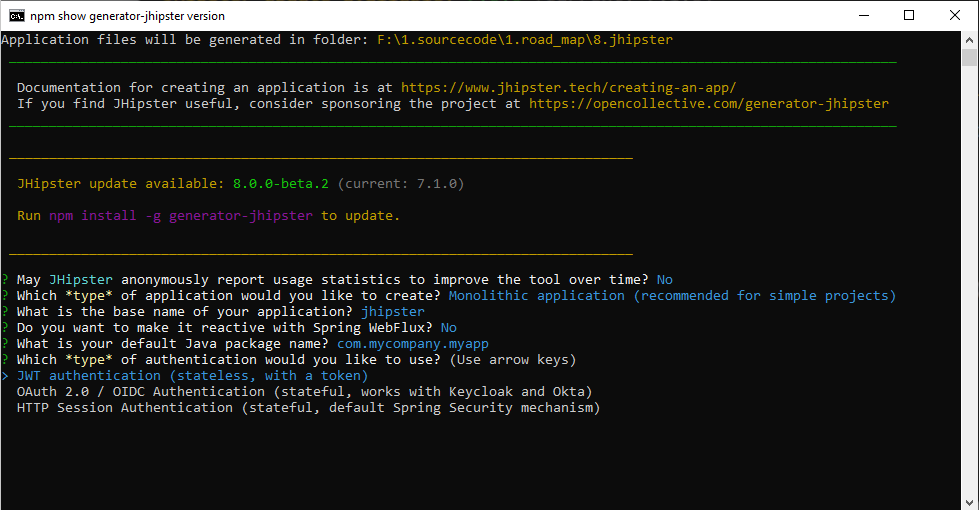 npm show generator-jhipster version
Application files will be generated in folder: F:\1.sourcecode\1.road_map\8.jhipster
Documentation for creating an application is at https://www.jhipster.tech/creating-an-app/
If you find JHipster useful, consider sponsoring the project at https://opencollective.com/generator-jhipster
JHipster update available: 8.0.0-beta.2 (current: 7.1.0)
Run npm install -g generator-jhipster to update.
? May JHipster anonymously report usage statistics to improve the tool over time? No
? Which *type* of application would you like to create? Monolithic application (recommended for simple projects)
? What is the base name of your application? jhipster
? Do you want to make it reactive with Spring WebFlux? No
? What is your default Java package name? com.mycompany.myapp
? Which *type* of authentication would you like to use? (Use arrow keys)
> JWT authentication (stateless, with a token)
OAuth 2.0 / OIDC Authentication (stateful, works with Keycloak and Okta)
HTTP Session Authentication (stateful, default Spring Security mechanism)